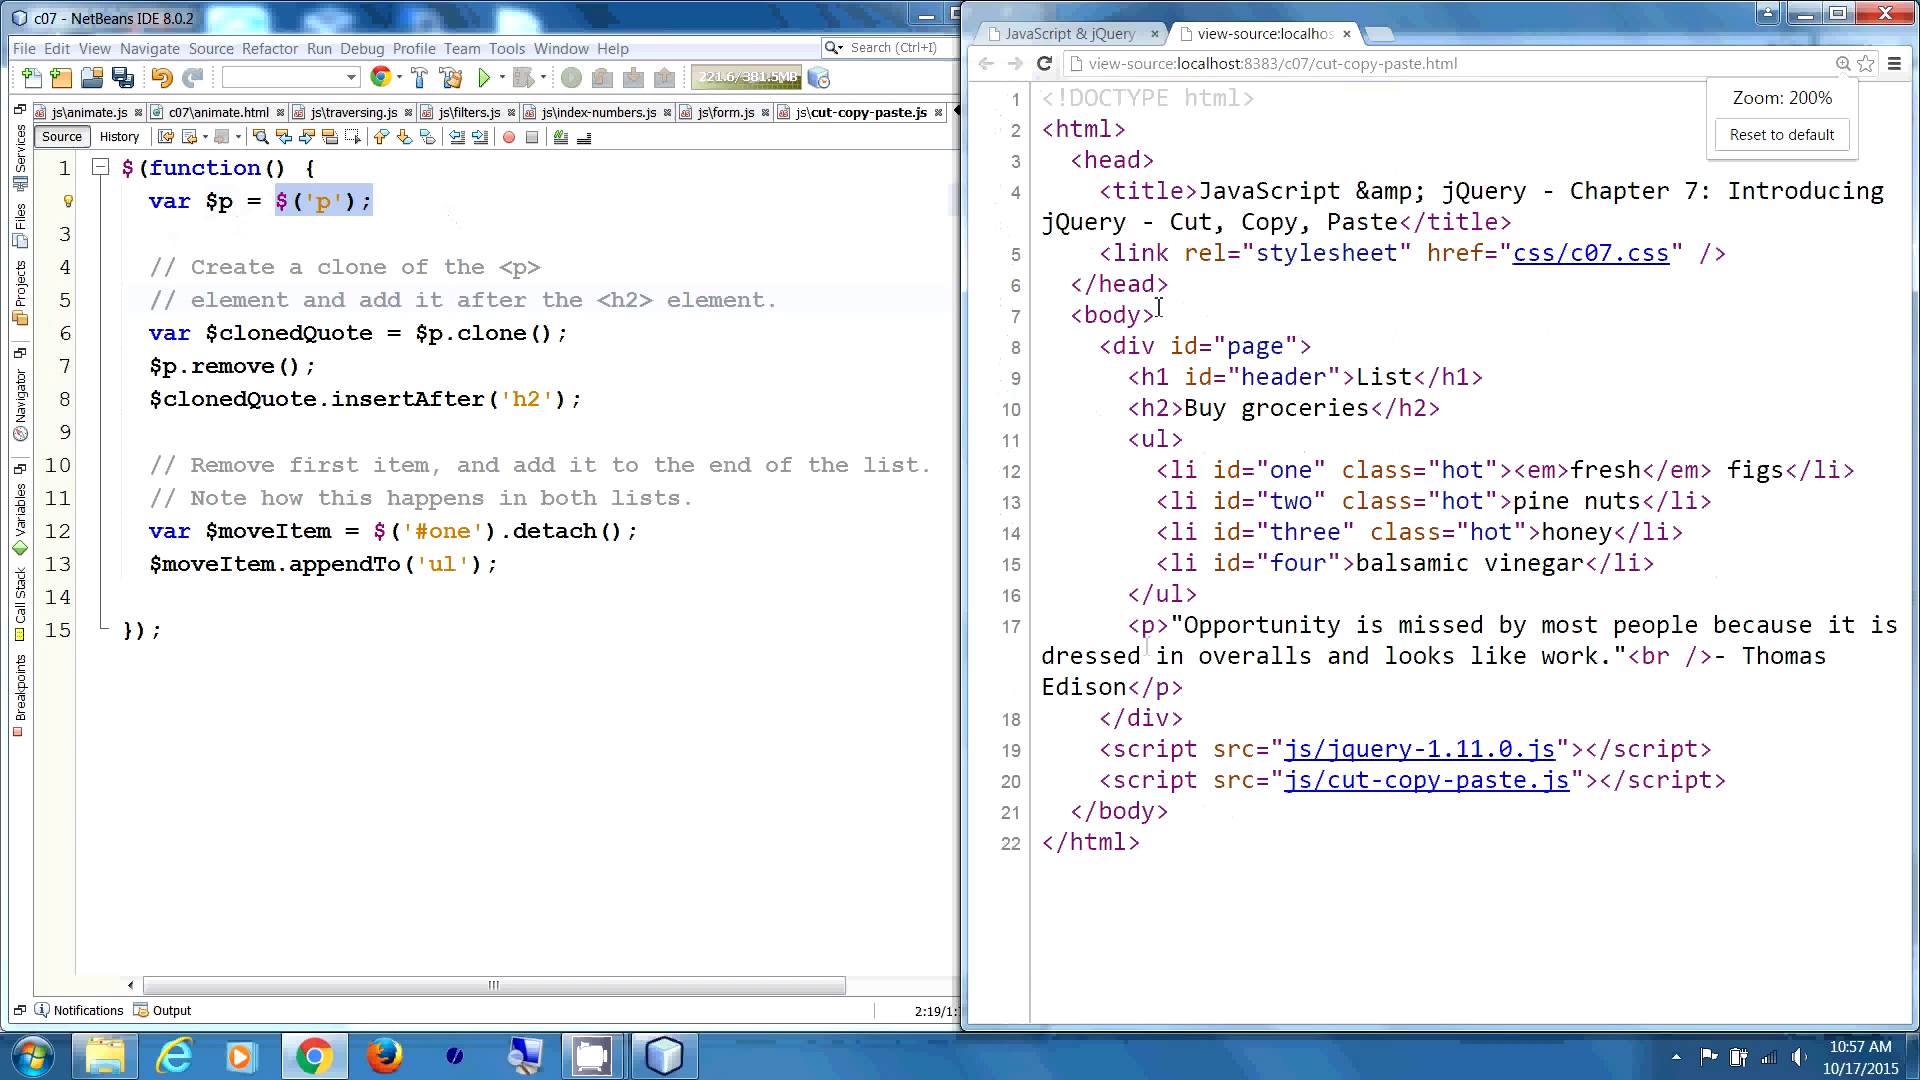 c07 - NetBeans IDE 8.0.2
File Edit View Navigate Source Refactor Run Debug Profile Team Tools Window Help
Search (Ctrl+I)
221.6/381.5MB
js\animate.js
c07\animate.html
js\traversing.js
js\filters.js
js\index-numbers.js
js\form.js
js\cut-copy-paste.js
Source History
Services
Files
Projects
Navigator
Variables
Call Stack
Breakpoints
1 $(function() {
2 var $p = $('p');
3
4 // Create a clone of the <p>
5 // element and add it after the <h2> element.
6 var $clonedQuote = $p.clone();
7 $p.remove();
8 $clonedQuote.insertAfter('h2');
9
10 // Remove first item, and add it to the end of the list.
11 // Note how this happens in both lists.
12 var $moveItem = $('#one').detach();
13 $moveItem.appendTo('ul');
14
15 });
Notifications Output
2:19/1:
JavaScript & jQuery
view-source:localhos
view-source:localhost:8383/c07/cut-copy-paste.html
Zoom: 200%
Reset to default
1 <!DOCTYPE html>
2 <html>
3 <head>
4 <title>JavaScript &amp; jQuery - Chapter 7: Introducing
jQuery - Cut, Copy, Paste</title>
5 <link rel="stylesheet" href="css/c07.css" />
6 </head>
7 <body>
8 <div id="page">
9 <h1 id="header">List</h1>
10 <h2>Buy groceries</h2>
11 <ul>
12 <li id="one" class="hot"><em>fresh</em> figs</li>
13 <li id="two" class="hot">pine nuts</li>
14 <li id="three" class="hot">honey</li>
15 <li id="four">balsamic vinegar</li>
16 </ul>
17 <p>"Opportunity is missed by most people because it is
dressed in overalls and looks like work."<br />- Thomas
Edison</p>
18 </div>
19 <script src="js/jquery-1.11.0.js"></script>
20 <script src="js/cut-copy-paste.js"></script>
21 </body>
22 </html>
10:57 AM
10/17/2015